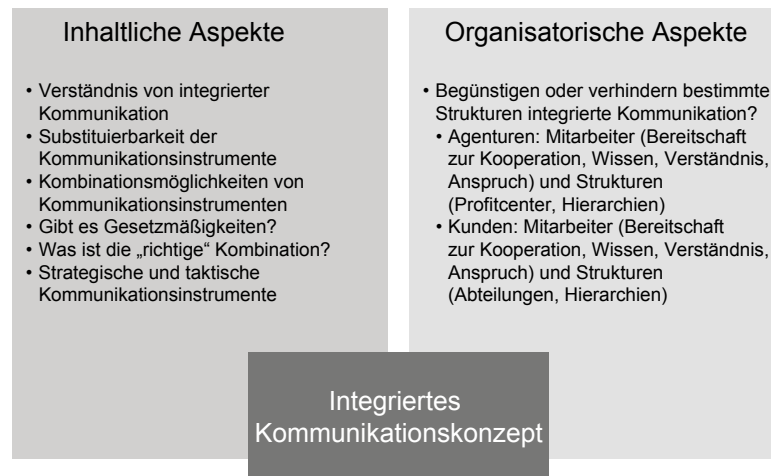 Inhaltliche Aspekte
• Verständnis von integrierter
Kommunikation
• Substituierbarkeit der
Kommunikationsinstrumente
• Kombinationsmöglichkeiten von
Kommunikationsinstrumenten
• Gibt es Gesetzmäßigkeiten?
• Was ist die „richtige“ Kombination?
• Strategische und taktische
Kommunikationsinstrumente
Organisatorische Aspekte
• Begünstigen oder verhindern bestimmte
Strukturen integrierte Kommunikation?
• Agenturen: Mitarbeiter (Bereitschaft
zur Kooperation, Wissen, Verständnis,
Anspruch) und Strukturen
(Profitcenter, Hierarchien)
• Kunden: Mitarbeiter (Bereitschaft
zur Kooperation, Wissen, Verständnis,
Anspruch) und Strukturen
(Abteilungen, Hierarchien)
Integriertes
Kommunikationskonzept